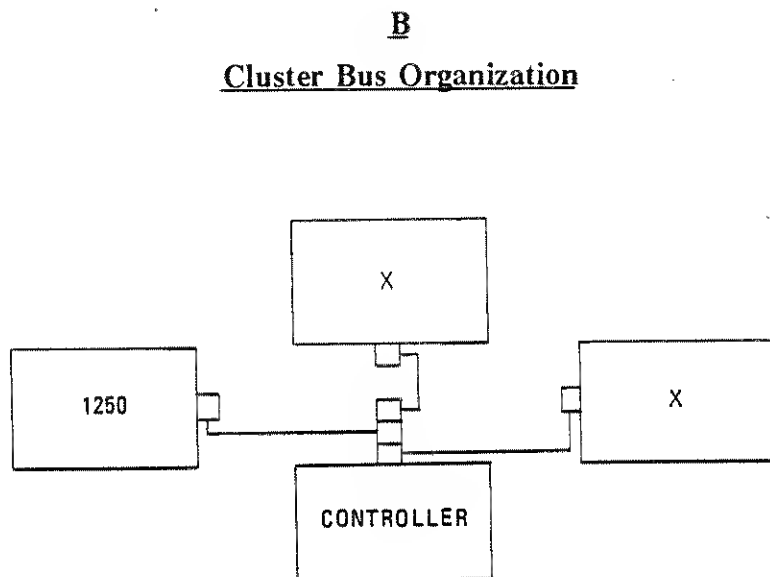 B
Cluster Bus Organization
X
1250
X
CONTROLLER